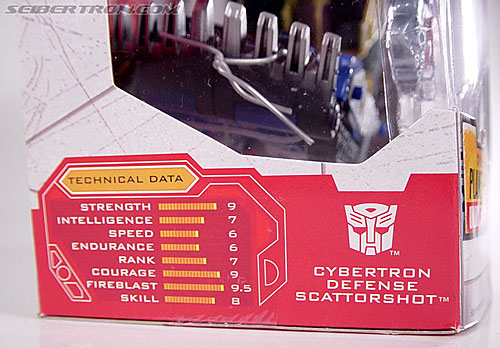 SEIBERTRON.COM
TECHNICAL DATA
STRENGTH 9
INTELLIGENCE 7
SPEED 6
ENDURANCE 6
RANK 7
COURAGE 9
FIREBLAST 9.5
SKILL 8
TM
CYBERTRON
DEFENSE
SCATTORSHOT™